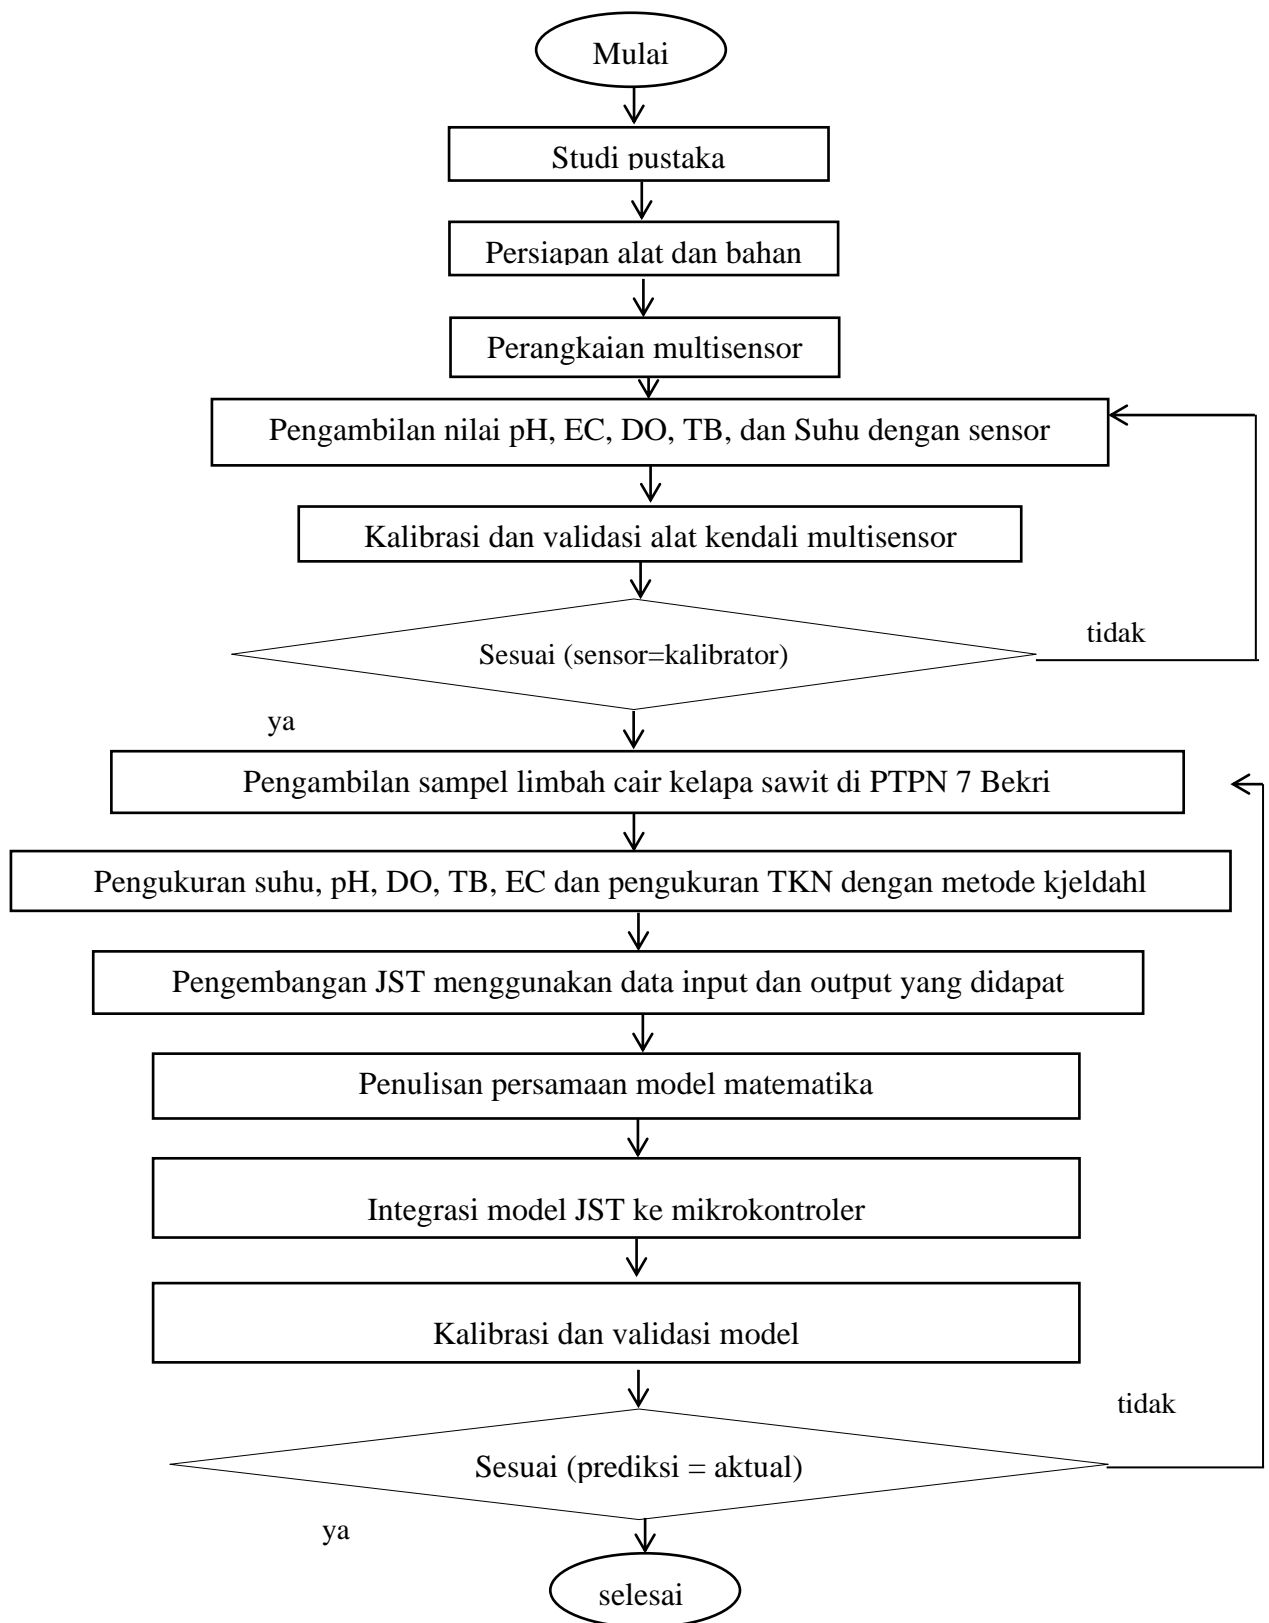 Mulai
Studi pustaka
Persiapan alat dan bahan
Perangkaian multisensor
Pengambilan nilai pH, EC, DO, TB, dan Suhu dengan sensor
Kalibrasi dan validasi alat kendali multisensor
tidak
Sesuai (sensor=kalibrator)
ya
Pengambilan sampel limbah cair kelapa sawit di PTPN 7 Bekri
Pengukuran suhu, pH, DO, TB, EC dan pengukuran TKN dengan metode kjeldahl
Pengembangan JST menggunakan data input dan output yang didapat
Penulisan persamaan model matematika
Integrasi model JST ke mikrokontroler
Kalibrasi dan validasi model
tidak
Sesuai (prediksi = aktual)
ya
selesai